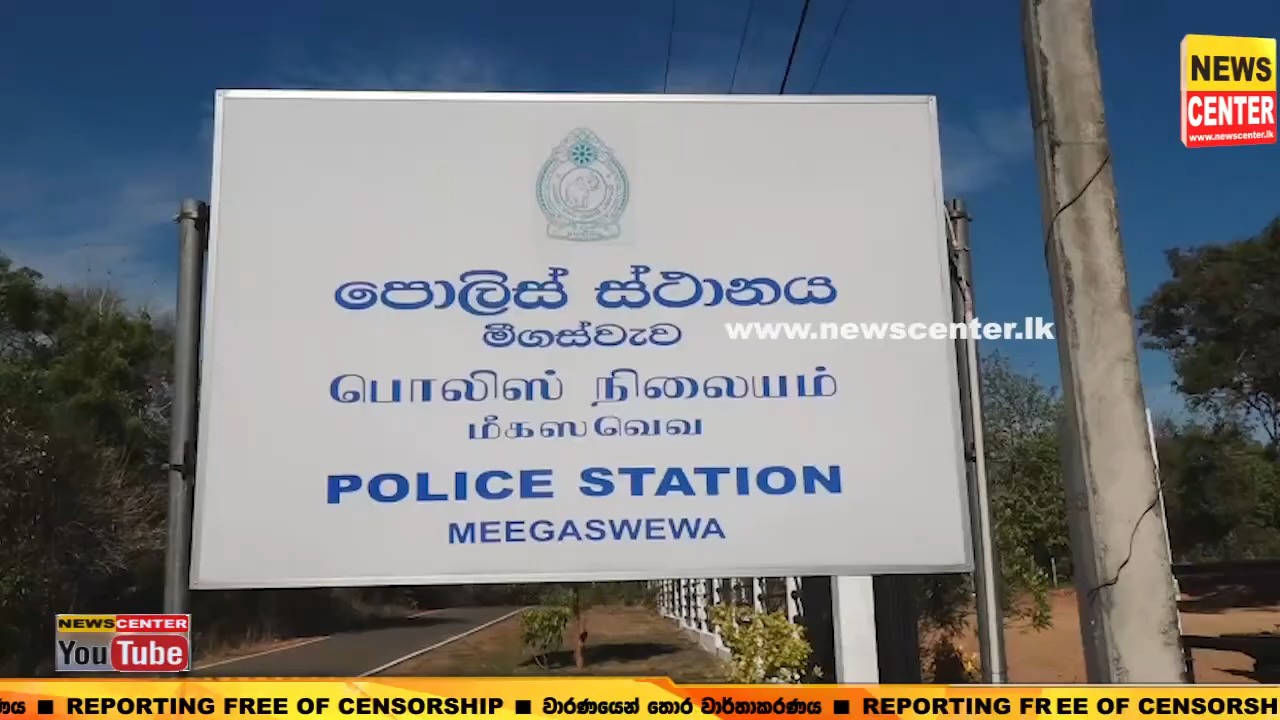 NEWS
CENTER
www.newscenter.lk
පොලිස් ස්ථානය
මීගස්වැව
www.newscenter.lk
பொலிஸ் நிலையம்
மீகஸவெவ
POLICE STATION
MEEGASWEWA
NEWSCENTER
YouTube
ණය ■ REPORTING FREE OF CENSORSHIP ■ වාරණයෙන් තොර වාර්තාකරණය ■ REPORTING FREE OF CENSORSH